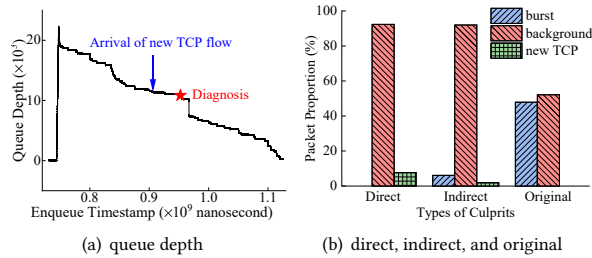 Queue Depth (×10³)
20
10
0
Arrival of new TCP flow
Diagnosis
0.8 0.9 1.0 1.1
Enqueue Timestamp (×10⁹ nanosecond)
(a) queue depth
Packet Proportion (%)
100
80
60
40
20
0
burst
background
new TCP
Direct Indirect Original
Types of Culprits
(b) direct, indirect, and original